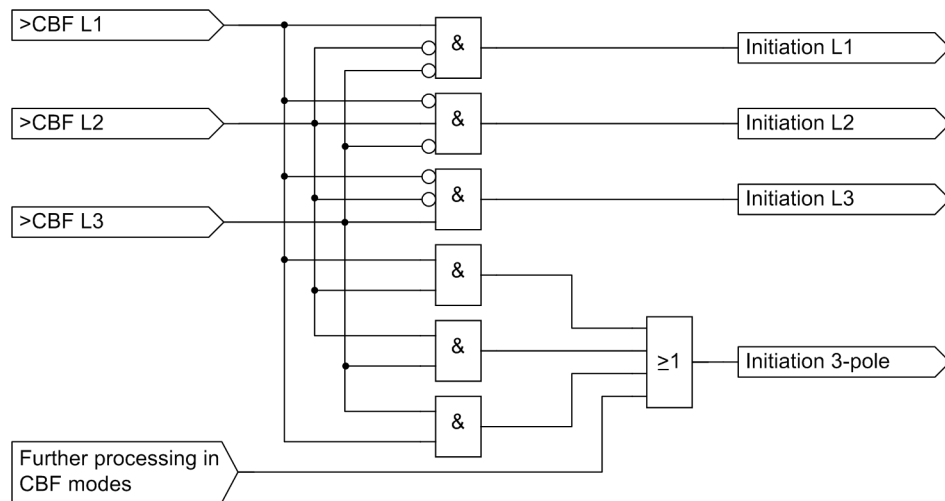 >CBF L1
&
Initiation L1
>CBF L2
&
Initiation L2
&
Initiation L3
>CBF L3
&
&
≥1
Initiation 3-pole
&
Further processing in
CBF modes